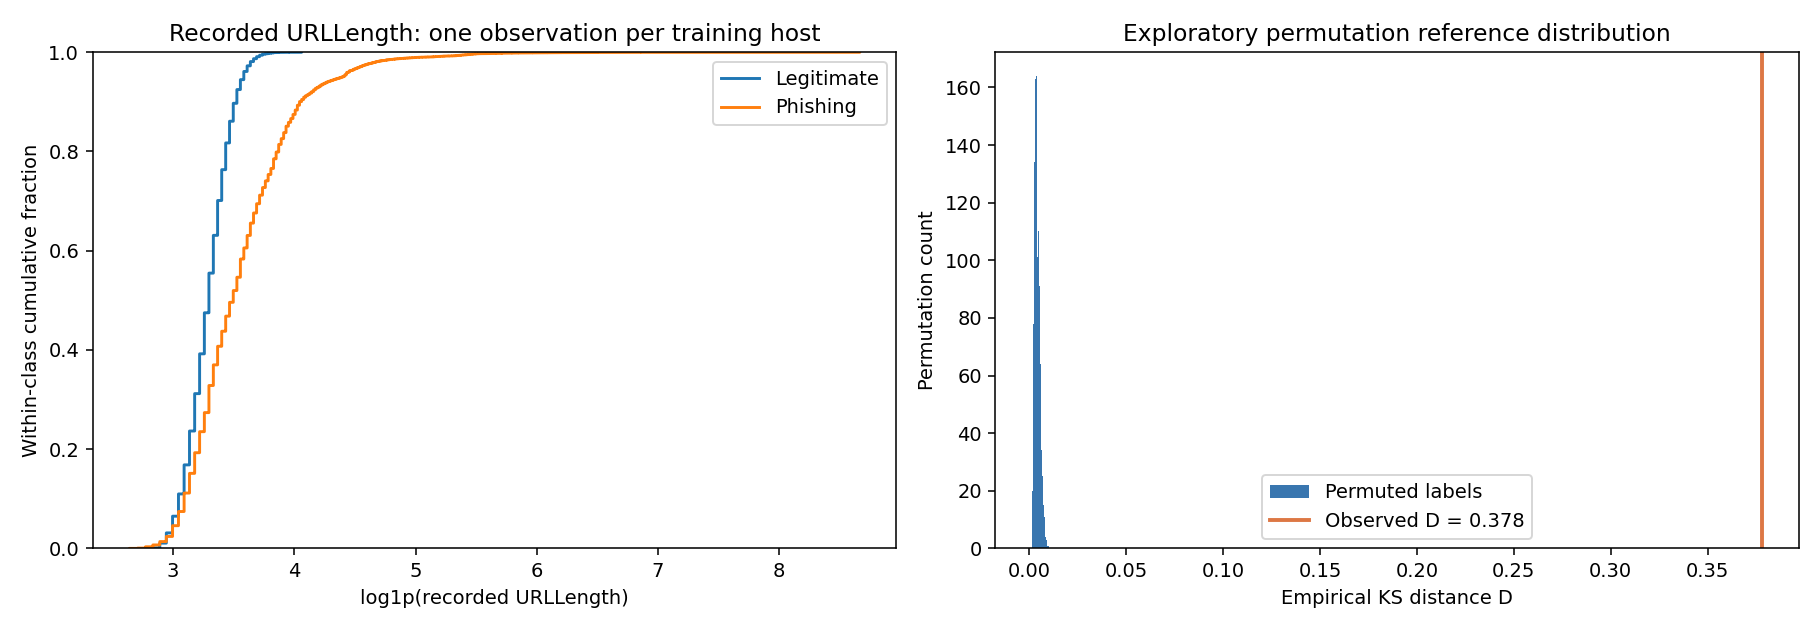 Recorded URLLength: one observation per training host
Within-class cumulative fraction
1.0
0.8
0.6
0.4
0.2
0.0
Legitimate
Phishing
3 4 5 6 7 8
log1p(recorded URLLength)
Exploratory permutation reference distribution
Permutation count
160
140
120
100
80
60
40
20
0
Permuted labels
Observed D = 0.378
0.00 0.05 0.10 0.15 0.20 0.25 0.30 0.35
Empirical KS distance D